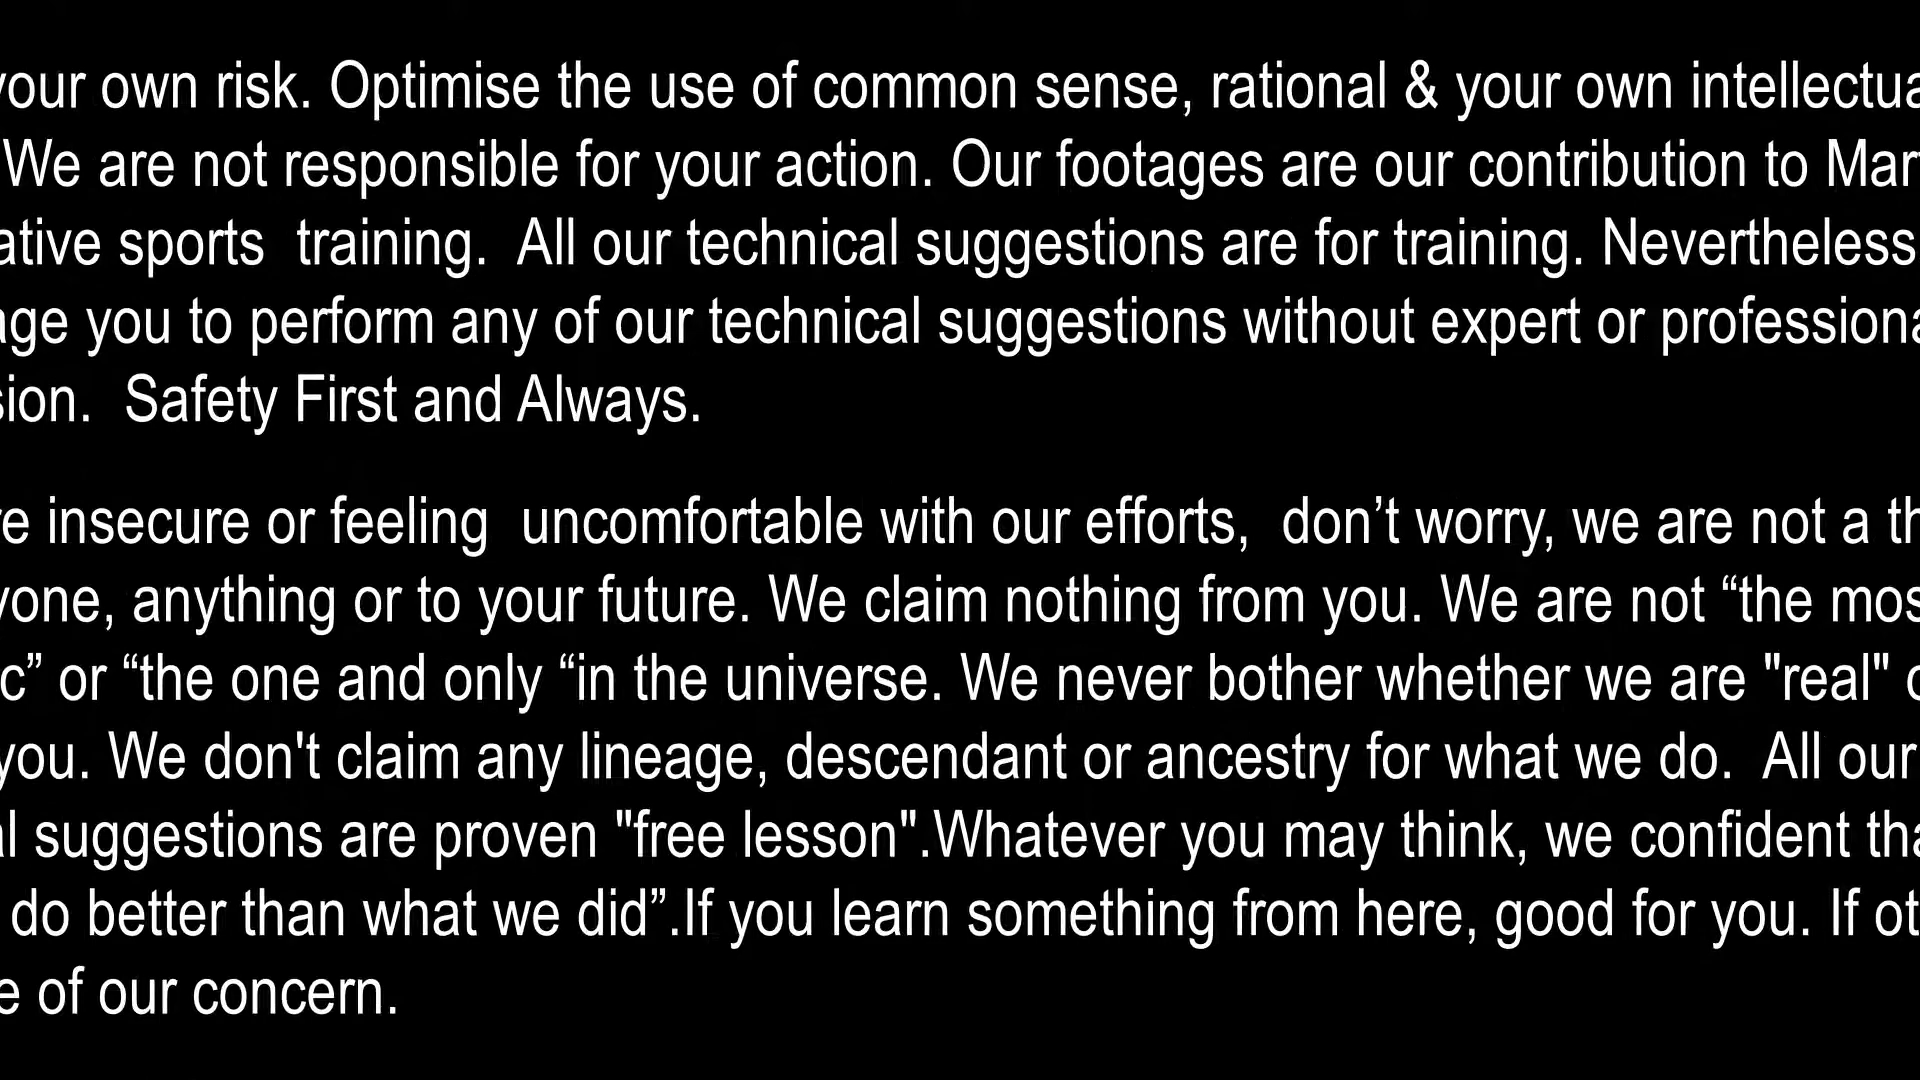 your own risk. Optimise the use of common sense, rational & your own intellectua
We are not responsible for your action. Our footages are our contribution to Mar
ative sports training. All our technical suggestions are for training. Nevertheless
age you to perform any of our technical suggestions without expert or professiona
sion. Safety First and Always.
re insecure or feeling uncomfortable with our efforts, don’t worry, we are not a th
yone, anything or to your future. We claim nothing from you. We are not “the mos
c” or “the one and only “in the universe. We never bother whether we are "real" o
you. We don't claim any lineage, descendant or ancestry for what we do. All our
al suggestions are proven "free lesson".Whatever you may think, we confident tha
do better than what we did”.If you learn something from here, good for you. If ot
e of our concern.